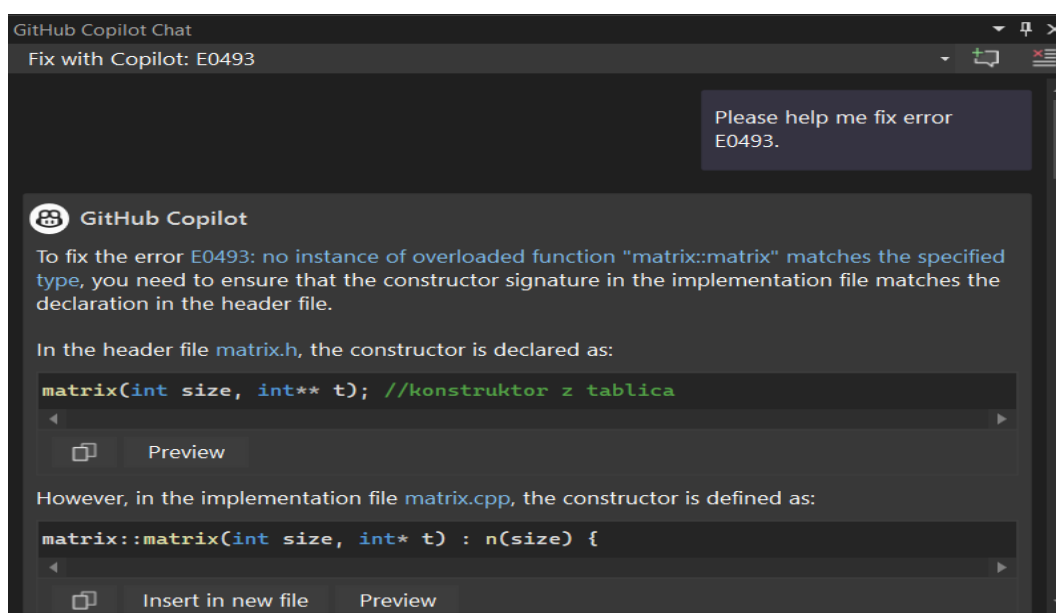 GitHub Copilot Chat
Fix with Copilot: E0493
Please help me fix error
E0493.
GitHub Copilot
To fix the error E0493: no instance of overloaded function "matrix::matrix" matches the specified
type, you need to ensure that the constructor signature in the implementation file matches the
declaration in the header file.
In the header file matrix.h, the constructor is declared as:
matrix(int size, int** t); //konstruktor z tablica
Preview
However, in the implementation file matrix.cpp, the constructor is defined as:
matrix::matrix(int size, int* t) : n(size) {
Insert in new file Preview